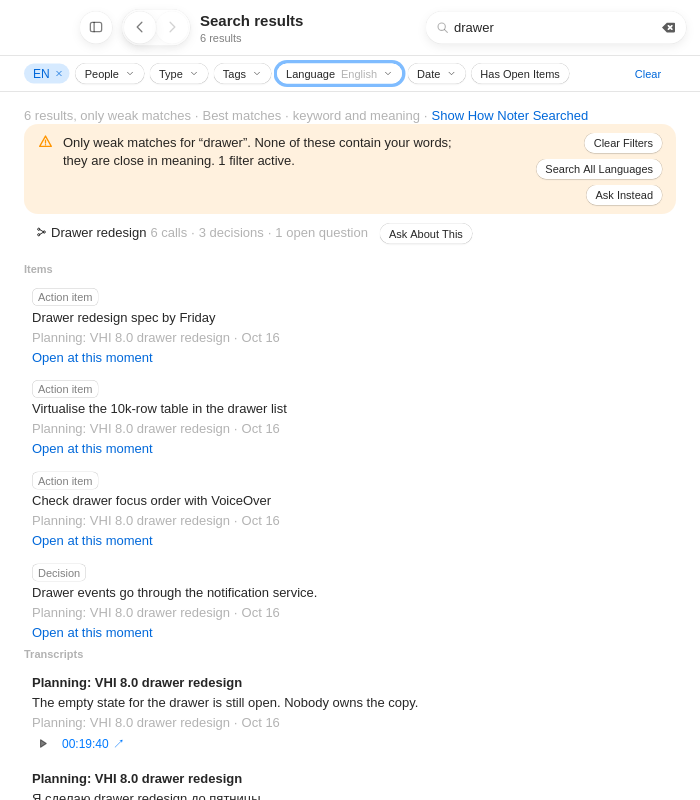 Search results
6 results
drawer
EN ×
People
Type
Tags
Language English
Date
Has Open Items
Clear
6 results, only weak matches · Best matches · keyword and meaning · Show How Noter Searched
Only weak matches for “drawer”. None of these contain your words;
they are close in meaning. 1 filter active.
Clear Filters
Search All Languages
Ask Instead
Drawer redesign 6 calls · 3 decisions · 1 open question
Ask About This
Items
Action item
Drawer redesign spec by Friday
Planning: VHI 8.0 drawer redesign · Oct 16
Open at this moment
Action item
Virtualise the 10k-row table in the drawer list
Planning: VHI 8.0 drawer redesign · Oct 16
Open at this moment
Action item
Check drawer focus order with VoiceOver
Planning: VHI 8.0 drawer redesign · Oct 16
Open at this moment
Decision
Drawer events go through the notification service.
Planning: VHI 8.0 drawer redesign · Oct 16
Open at this moment
Transcripts
Planning: VHI 8.0 drawer redesign
The empty state for the drawer is still open. Nobody owns the copy.
Planning: VHI 8.0 drawer redesign · Oct 16
00:19:40 ↗
Planning: VHI 8.0 drawer redesign
Я сделаю drawer redesign до пятницы